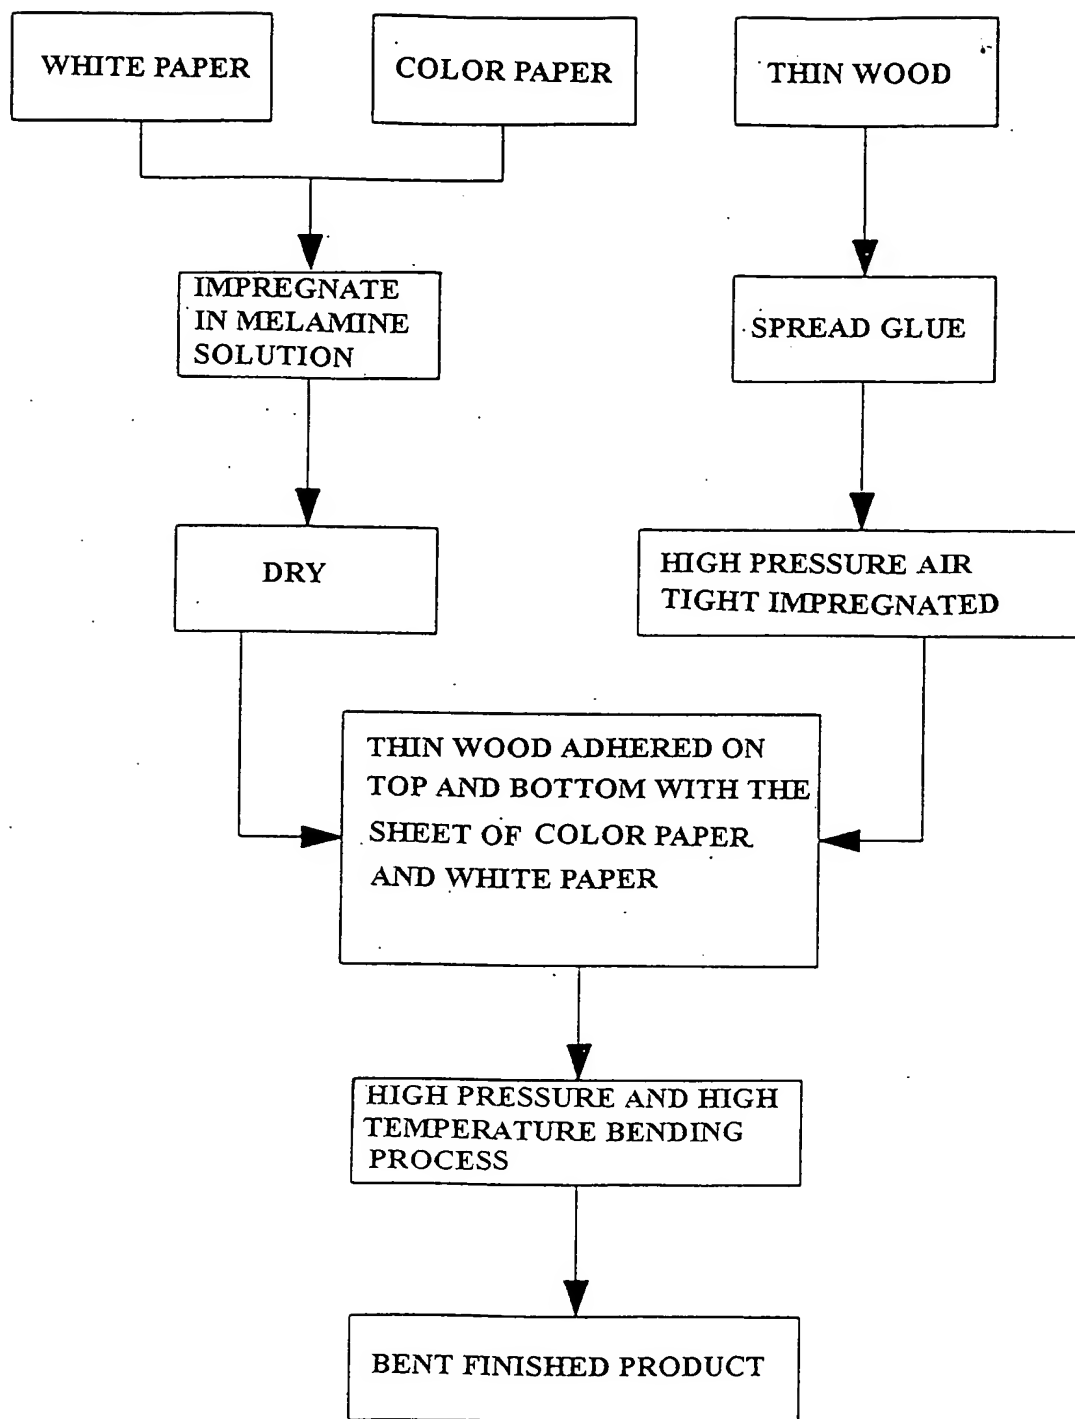 WHITE PAPER
COLOR PAPER
THIN WOOD
IMPREGNATE
IN MELAMINE
SOLUTION
SPREAD GLUE
DRY
HIGH PRESSURE AIR
TIGHT IMPREGNATED
THIN WOOD ADHERED ON
TOP AND BOTTOM WITH THE
SHEET OF COLOR PAPER
AND WHITE PAPER
HIGH PRESSURE AND HIGH
TEMPERATURE BENDING
PROCESS
BENT FINISHED PRODUCT